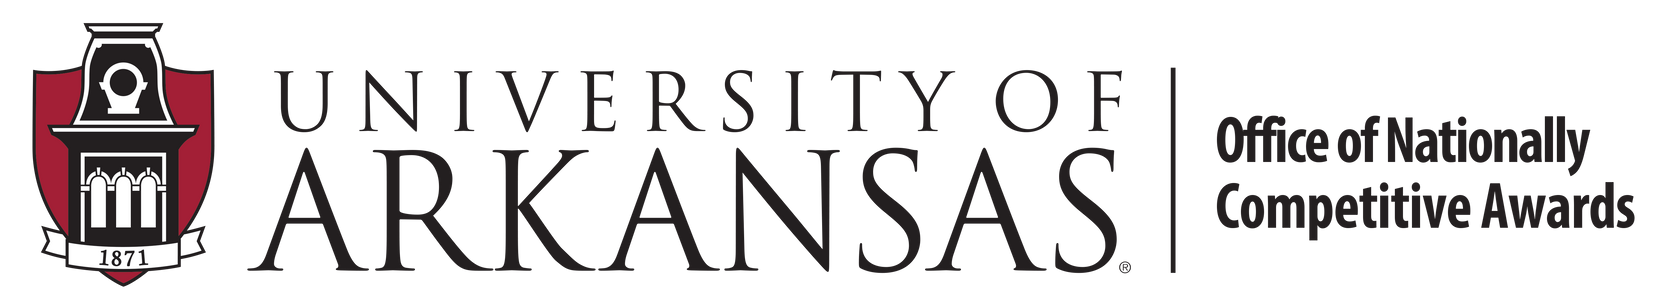 1871
UNIVERSITY OF
ARKANSAS®
Office of Nationally
Competitive Awards